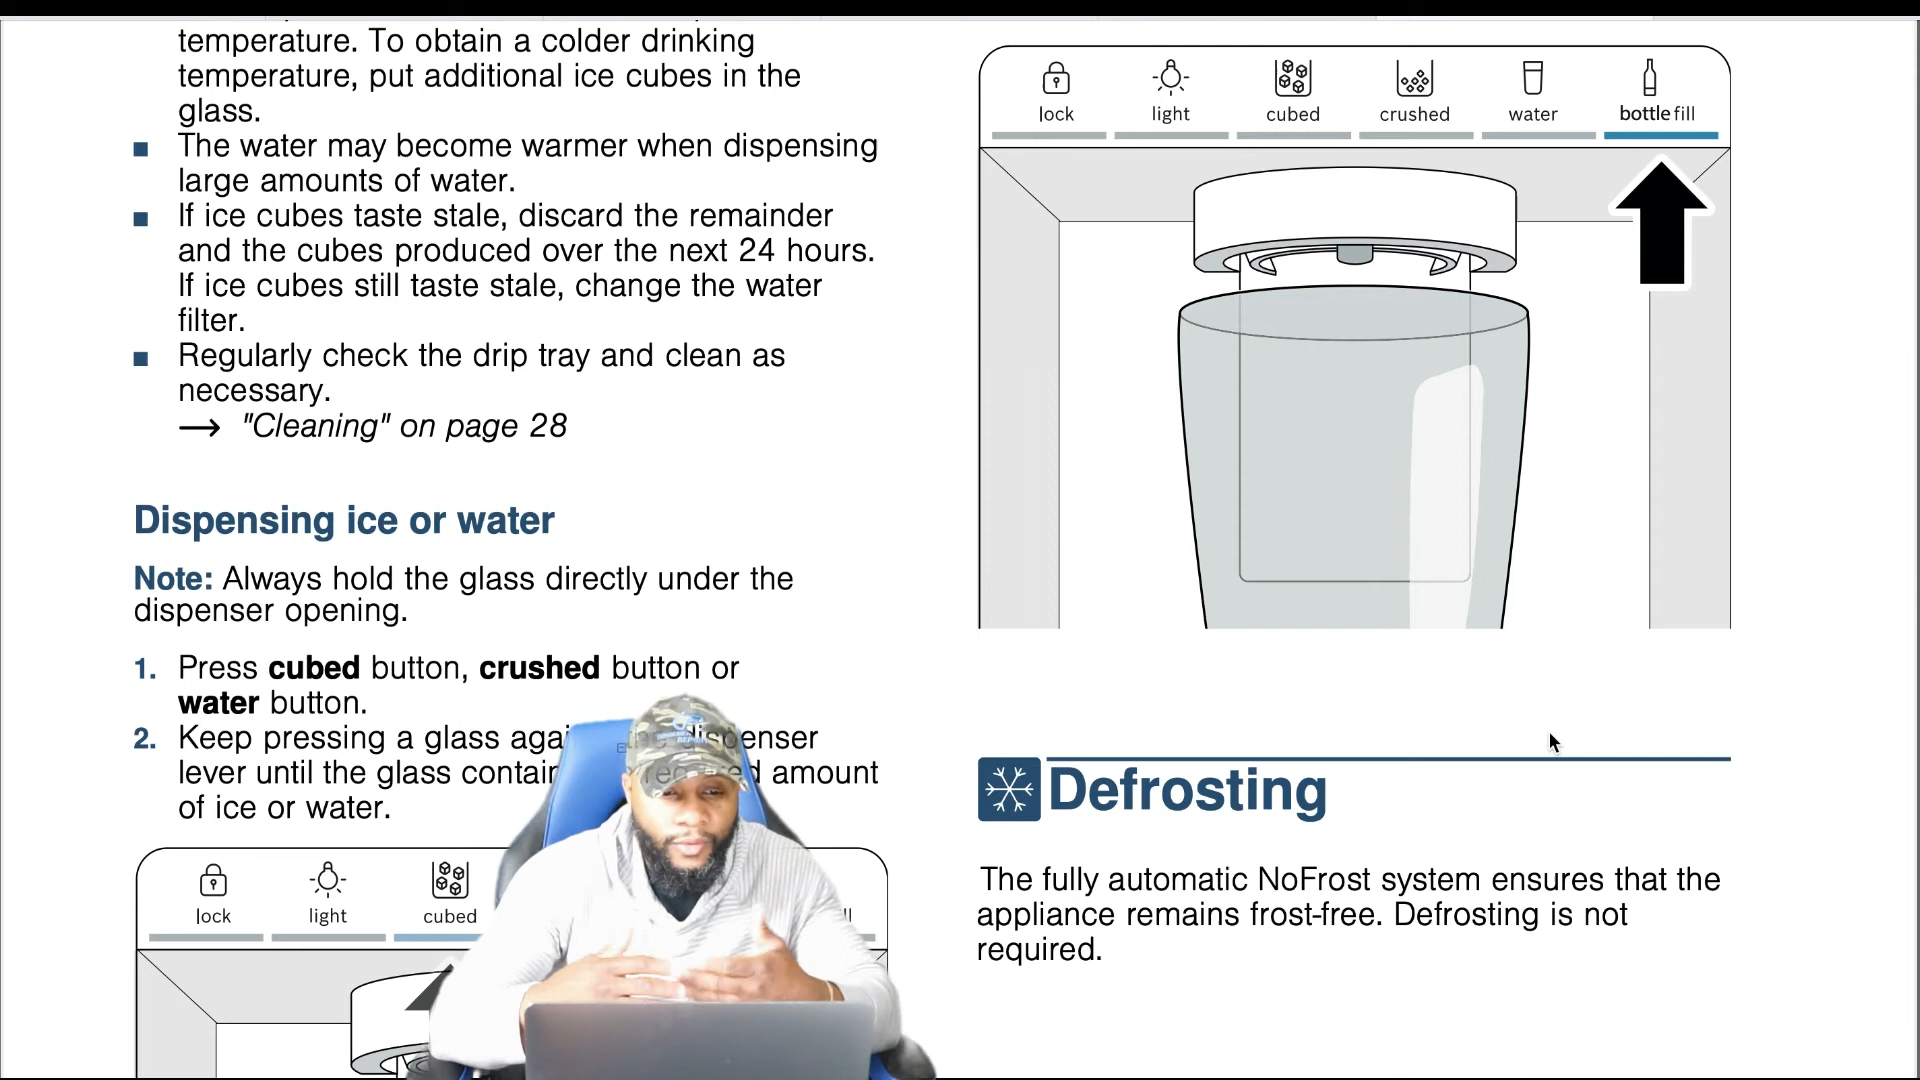 temperature. To obtain a colder drinking
temperature, put additional ice cubes in the
glass.
The water may become warmer when dispensing
large amounts of water.
If ice cubes taste stale, discard the remainder
and the cubes produced over the next 24 hours.
If ice cubes still taste stale, change the water
filter.
Regularly check the drip tray and clean as
necessary.
→ "Cleaning" on page 28
Dispensing ice or water
Note: Always hold the glass directly under the
dispenser opening.
1. Press cubed button, crushed button or
water button.
2. Keep pressing a glass dispenser
lever until the glass amount
of ice or water.
lock light cubed
lock light cubed crushed water bottle fill
Defrosting
The fully automatic NoFrost system ensures that the
appliance remains frost-free. Defrosting is not
required.